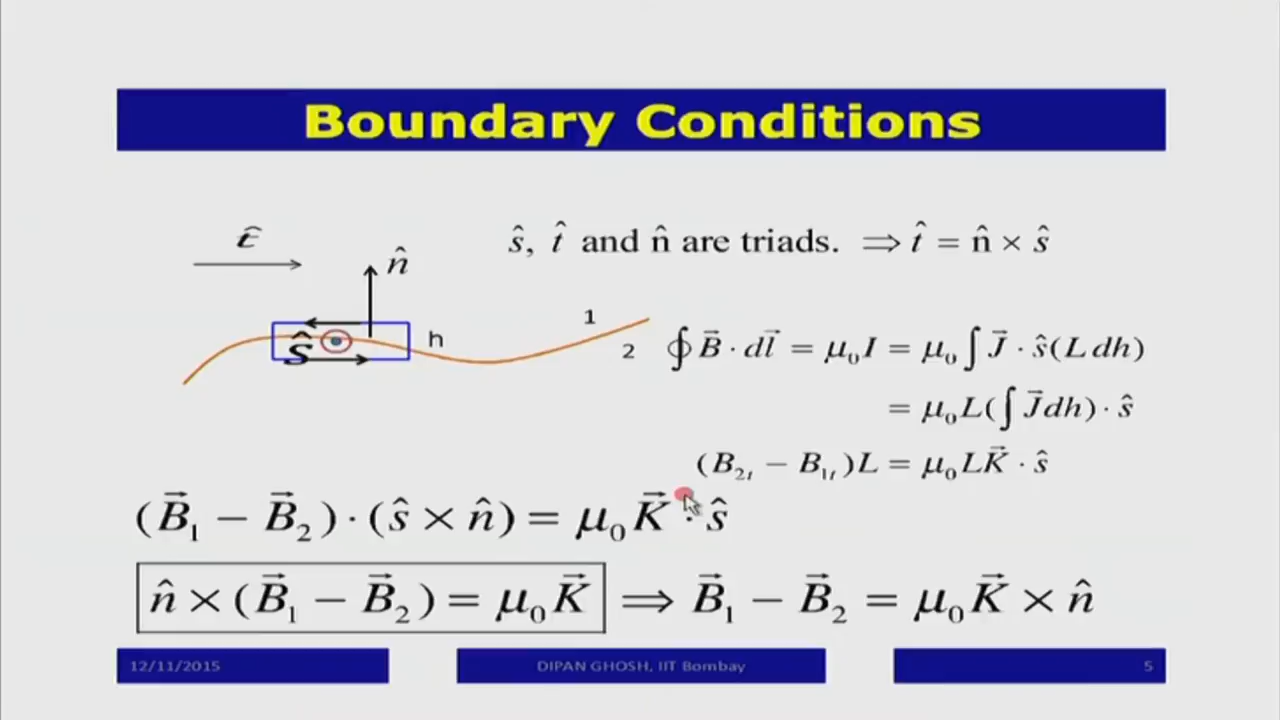 Boundary Conditions
t̂
n̂
ŝ, t̂ and n̂ are triads. ⟹ t̂ = n̂ × ŝ
1
h
2
ŝ
∮ B⃗ · dl⃗ = μ₀I = μ₀ ∫ J⃗ · ŝ(L dh)
= μ₀L(∫ J⃗dh) · ŝ
(B₂ₜ − B₁ₜ)L = μ₀LK⃗ · ŝ
(B⃗₁ − B⃗₂) · (ŝ × n̂) = μ₀K⃗ · ŝ
n̂ × (B⃗₁ − B⃗₂) = μ₀K⃗ ⟹ B⃗₁ − B⃗₂ = μ₀K⃗ × n̂
12/11/2015
DIPAN GHOSH, IIT Bombay
5